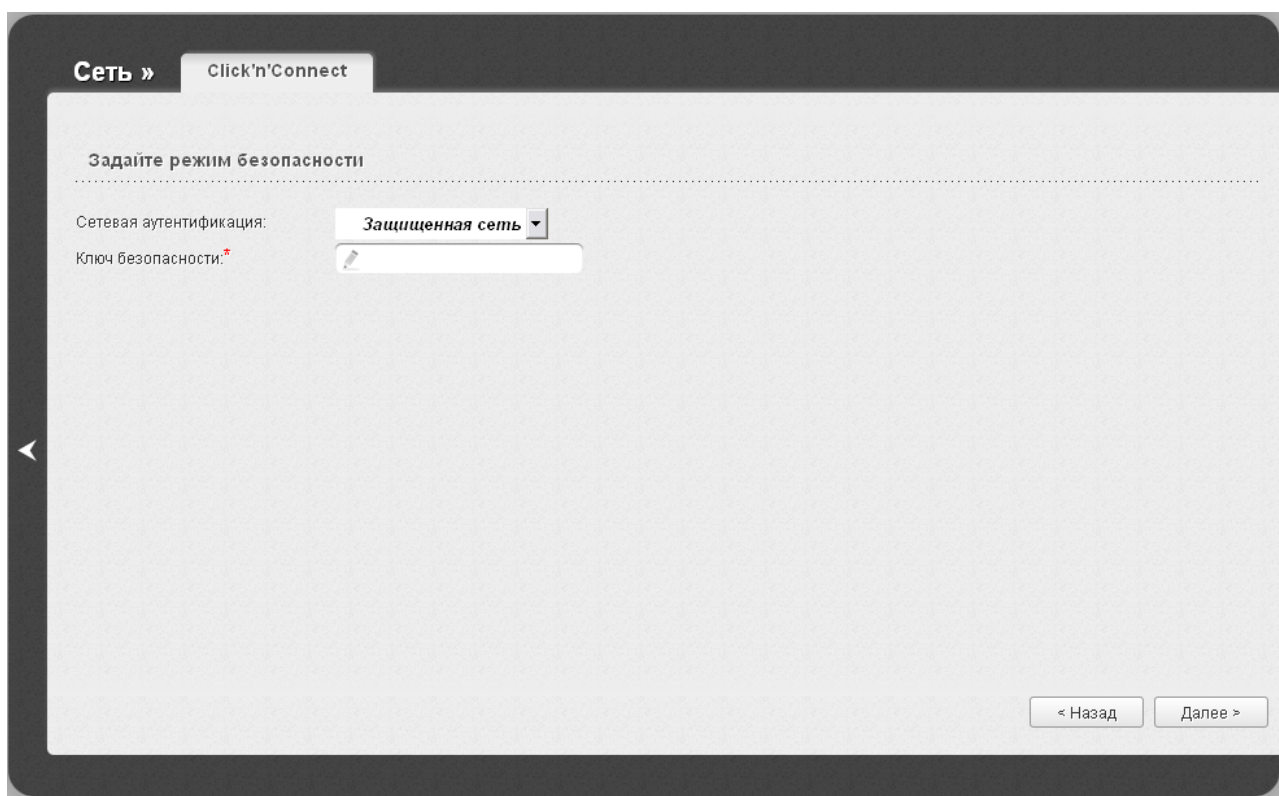 Сеть »
Click'n'Connect
Задайте режим безопасности
Сетевая аутентификация:
Защищенная сеть
Ключ безопасности:*
< Назад
Далее >